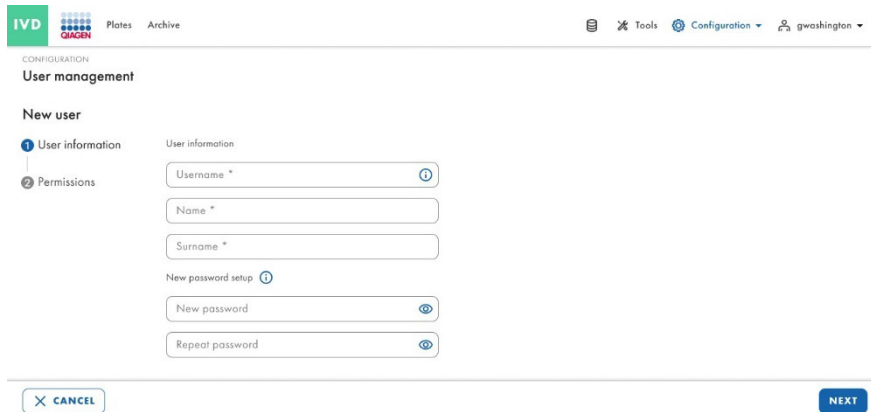 IVD QIAGEN Plates Archive Tools Configuration gwashington
CONFIGURATION
User management
New user
1 User information
2 Permissions
User information
Username *
Name *
Surname *
New password setup
New password
Repeat password
CANCEL
NEXT